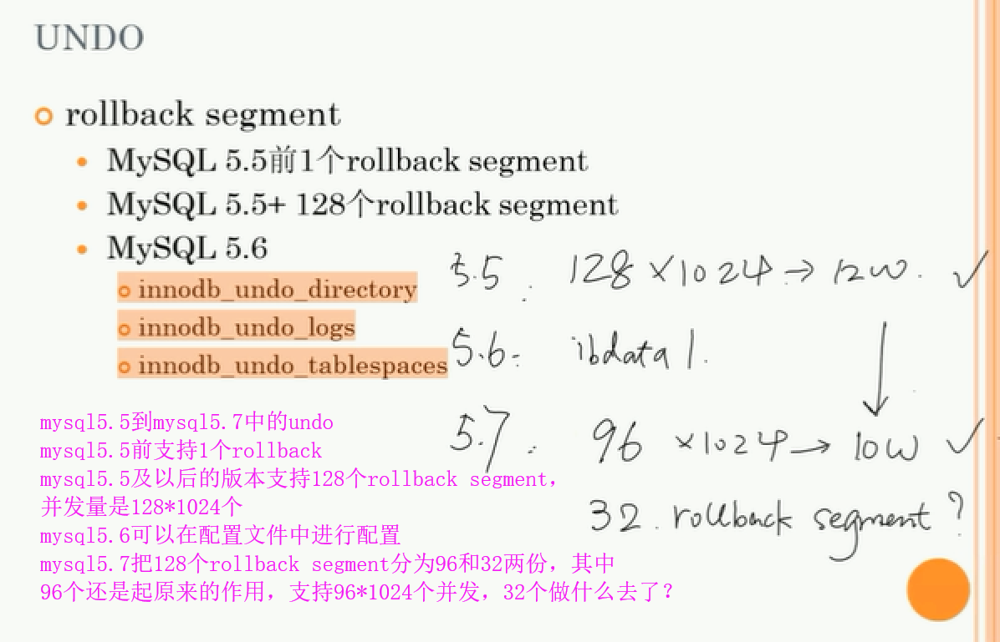 UNDO
rollback segment
MySQL 5.5前1个rollback segment
MySQL 5.5+ 128个rollback segment
MySQL 5.6
innodb_undo_directory
innodb_undo_logs
innodb_undo_tablespaces
5.5: 128×1024→12w. ✓
5.6: ibdata1.
5.7: 96×1024→10w ✓
32. rollback segment?
mysql5.5到mysql5.7中的undo
mysql5.5前支持1个rollback
mysql5.5及以后的版本支持128个rollback segment，
并发量是128*1024个
mysql5.6可以在配置文件中进行配置
mysql5.7把128个rollback segment分为96和32两份，其中
96个还是起原来的作用，支持96*1024个并发，32个做什么去了？